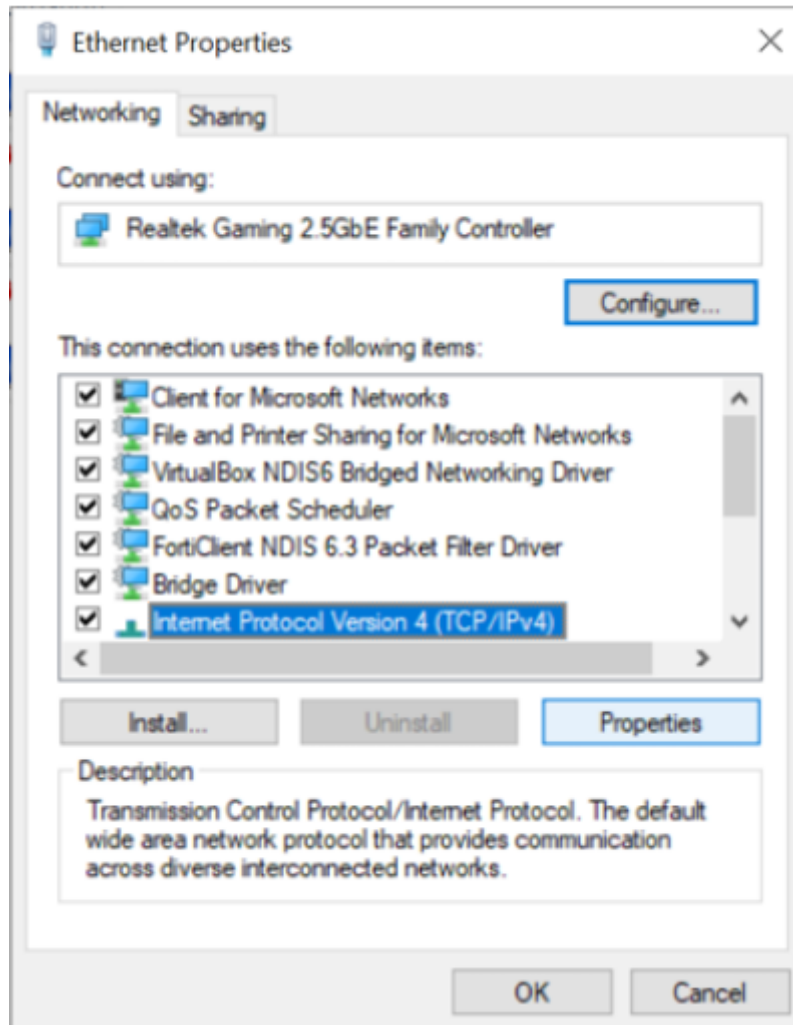 Ethernet Properties
Networking Sharing
Connect using:
Realtek Gaming 2.5GbE Family Controller
Configure...
This connection uses the following items:
Client for Microsoft Networks
File and Printer Sharing for Microsoft Networks
VirtualBox NDIS6 Bridged Networking Driver
QoS Packet Scheduler
FortiClient NDIS 6.3 Packet Filter Driver
Bridge Driver
Internet Protocol Version 4 (TCP/IPv4)
Install... Uninstall Properties
Description
Transmission Control Protocol/Internet Protocol. The default
wide area network protocol that provides communication
across diverse interconnected networks.
OK Cancel